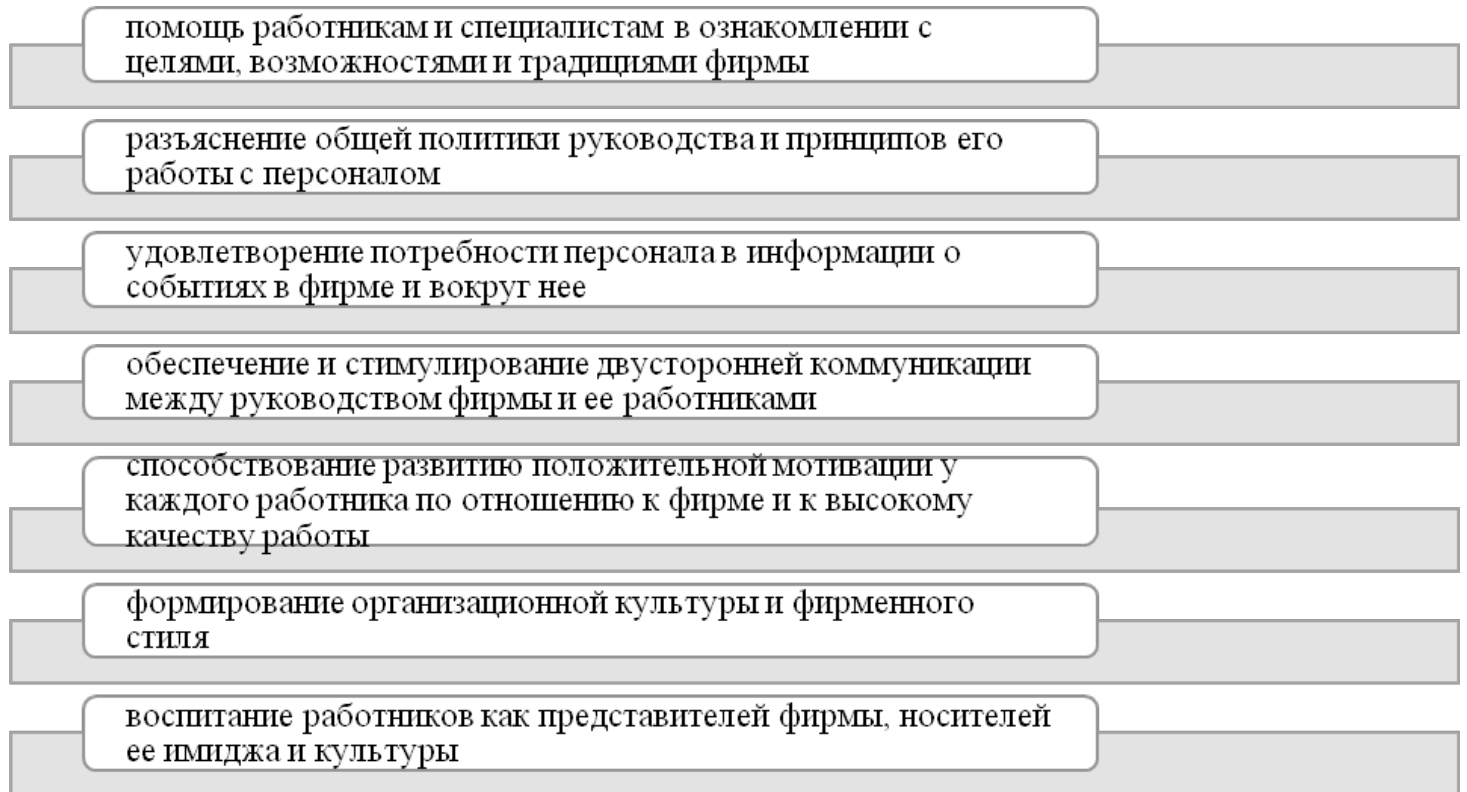 помощь работникам и специалистам в ознакомлении с
целями, возможностями и традициями фирмы
разъяснение общей политики руководства и принципов его
работы с персоналом
удовлетворение потребности персонала в информации о
событиях в фирме и вокруг нее
обеспечение и стимулирование двусторонней коммуникации
между руководством фирмы и ее работниками
способствование развитию положительной мотивации у
каждого работника по отношению к фирме и к высокому
качеству работы
формирование организационной культуры и фирменного
стиля
воспитание работников как представителей фирмы, носителей
ее имиджа и культуры